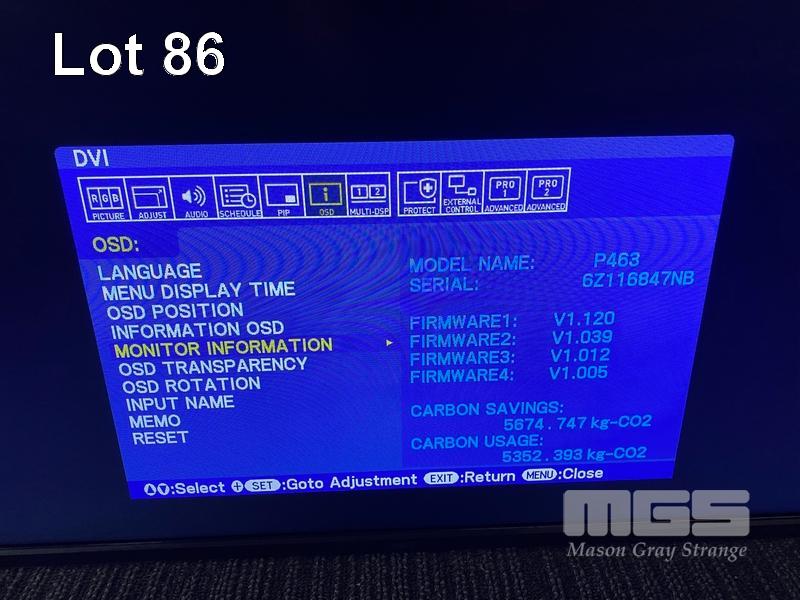 Lot 86
DVI
RGB 1 2 PRO 1 PRO 2
PICTURE ADJUST AUDIO SCHEDULE PIP OSD MULTI-DSP PROTECT EXTERNAL CONTROL ADVANCED ADVANCED
OSD:
LANGUAGE
MENU DISPLAY TIME
OSD POSITION
INFORMATION OSD
MONITOR INFORMATION
OSD TRANSPARENCY
OSD ROTATION
INPUT NAME
MEMO
RESET
MODEL NAME: P463
SERIAL: 6Z116847NB
FIRMWARE1: V1.120
FIRMWARE2: V1.039
FIRMWARE3: V1.012
FIRMWARE4: V1.005
CARBON SAVINGS:
5674.747 kg-CO2
CARBON USAGE:
5352.393 kg-CO2
:Select SET:Goto Adjustment EXIT:Return MENU:Close
MGS
Mason Gray Strange